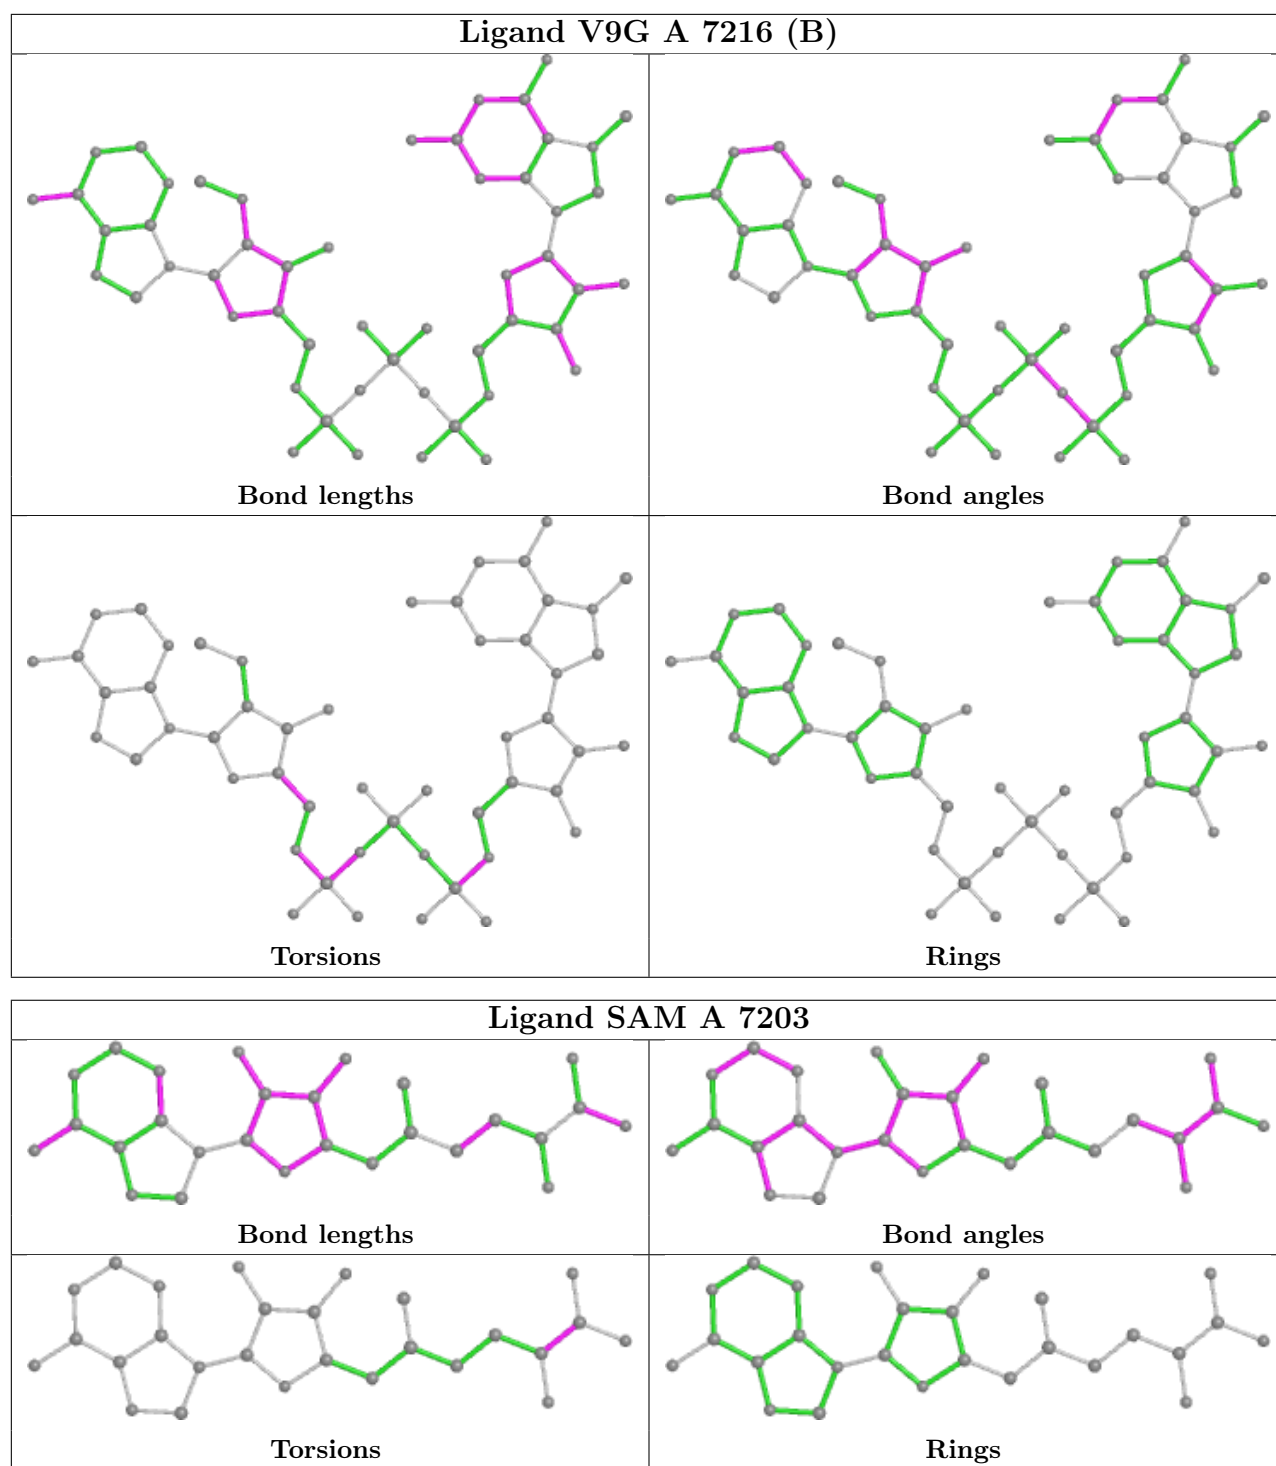 Ligand V9G A 7216 (B)
Bond lengths
Bond angles
Torsions
Rings
Ligand SAM A 7203
Bond lengths
Bond angles
Torsions
Rings